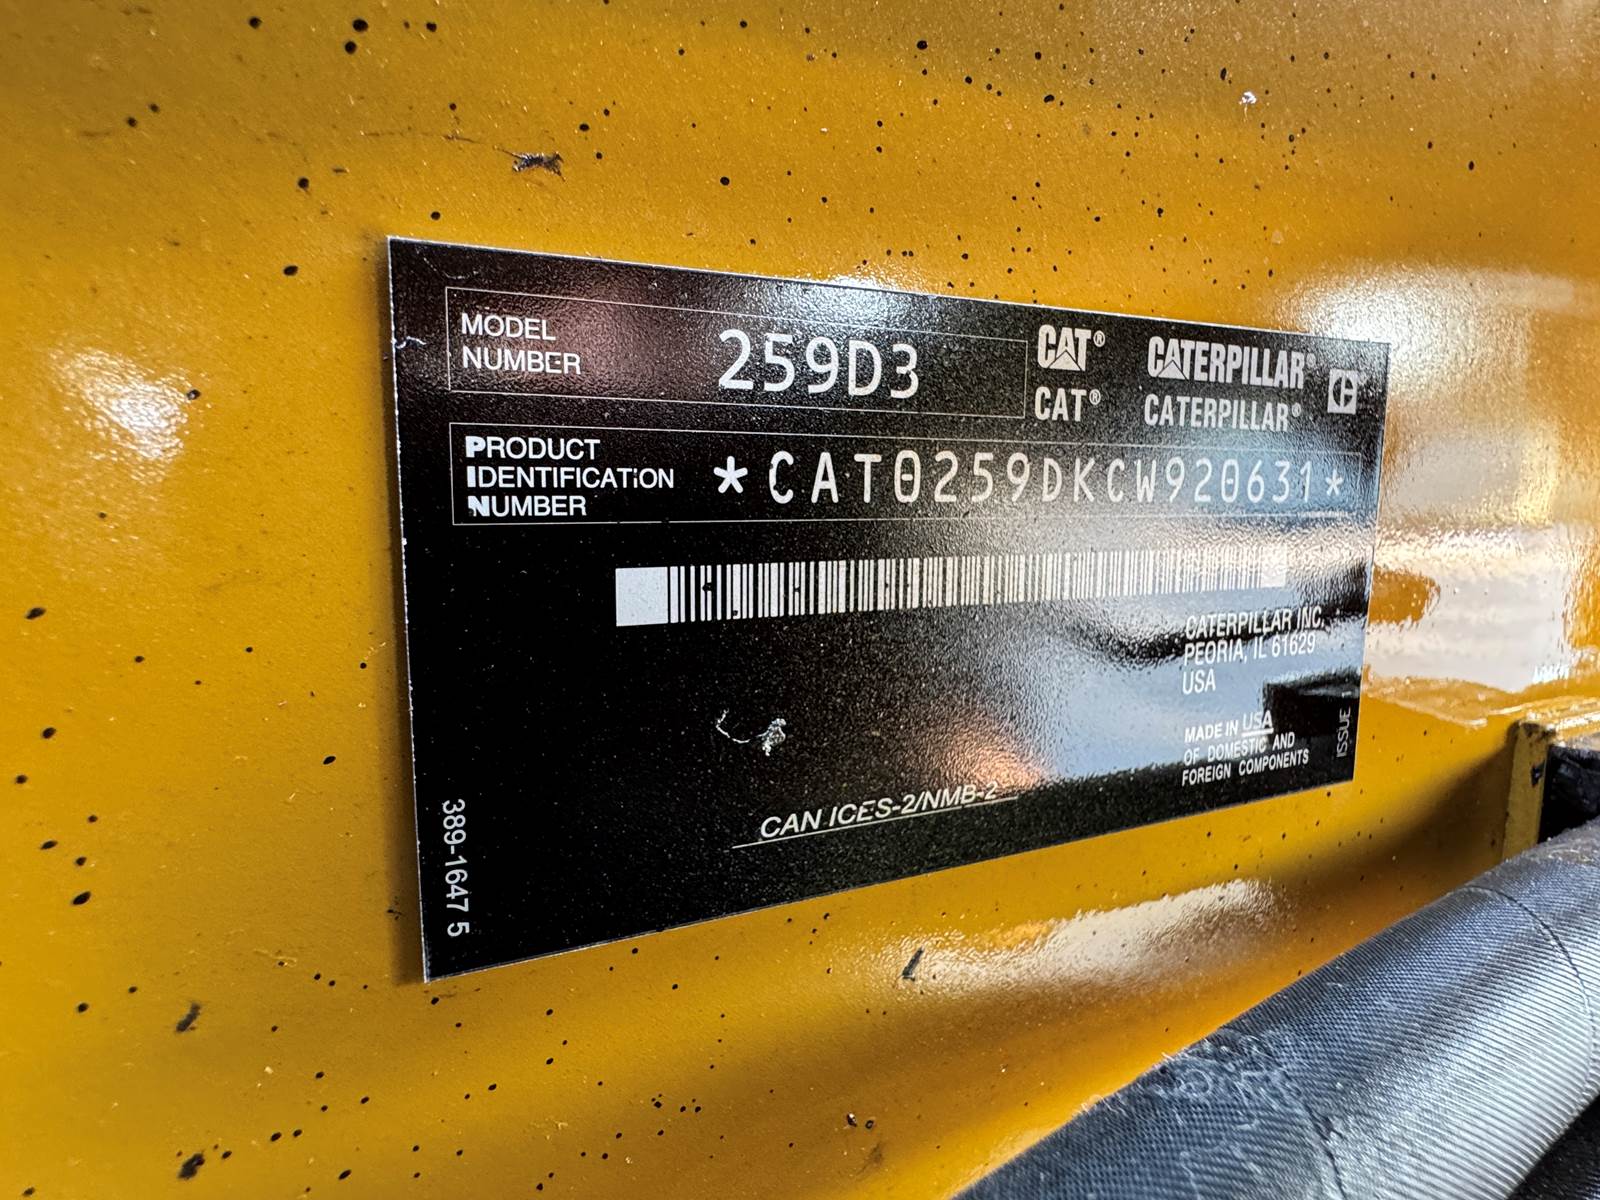 MODEL
NUMBER
259D3
CAT® CATERPILLAR®
CAT® CATERPILLAR®
PRODUCT
IDENTIFICATION
NUMBER
*CAT0259DKCW920631*
CATERPILLAR INC.
PEORIA, IL 61629
USA
MADE IN USA
OF DOMESTIC AND
FOREIGN COMPONENTS
ISSUE 1
CAN ICES-2/NMB-2
389-1647 5